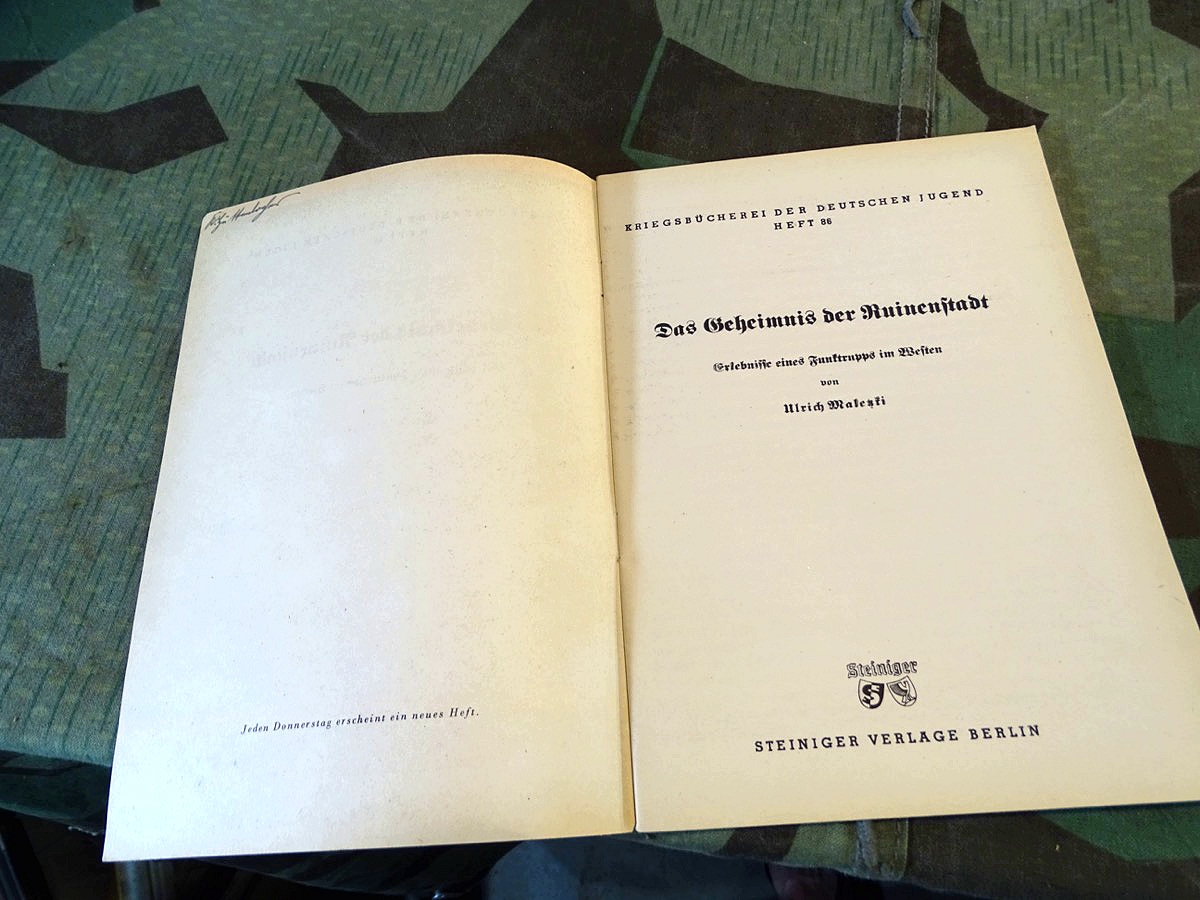 Jeden Donnerstag erscheint ein neues Heft.
KRIEGSBÜCHEREI DER DEUTSCHEN JUGEND
HEFT 86
Das Geheimnis der Ruinenstadt
Erlebnisse eines Funktrupps im Westen
von
Ulrich Maletzki
Steiniger
STEINIGER VERLAGE BERLIN